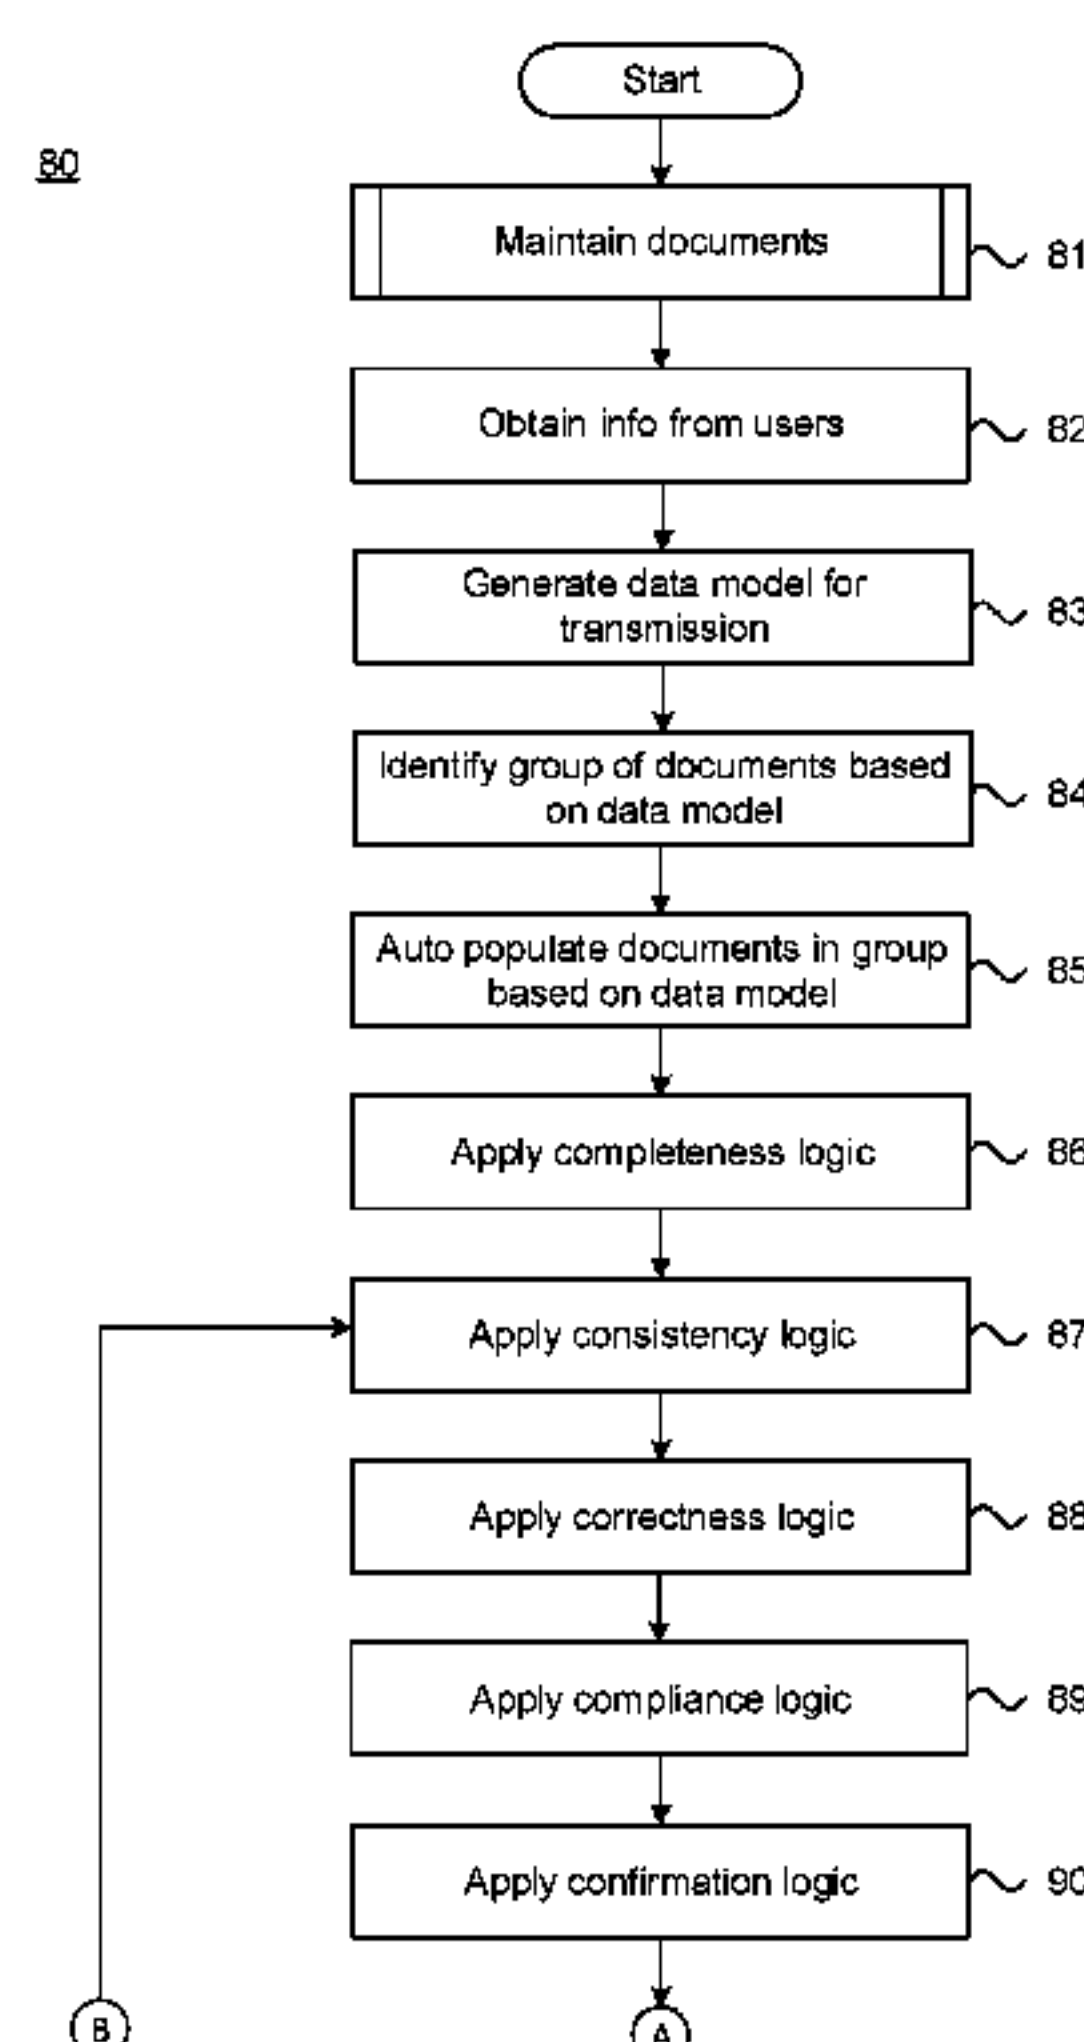 Start
80
Maintain documents
81
Obtain info from users
82
Generate data model for
transmission
83
Identify group of documents based
on data model
84
Auto populate documents in group
based on data model
85
Apply completeness logic
86
Apply consistency logic
87
Apply correctness logic
88
Apply compliance logic
89
Apply confirmation logic
90
B
A